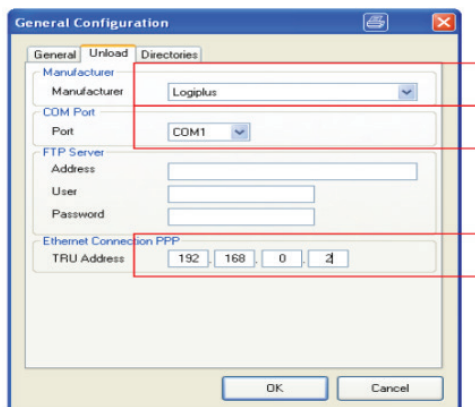 General Configuration
General Unload Directories
Manufacturer
Manufacturer Logiplus
COM Port
Port COM1
FTP Server
Address
User
Password
Ethernet Connection PPP
TRU Address 192 . 168 . 0 . 2
OK Cancel